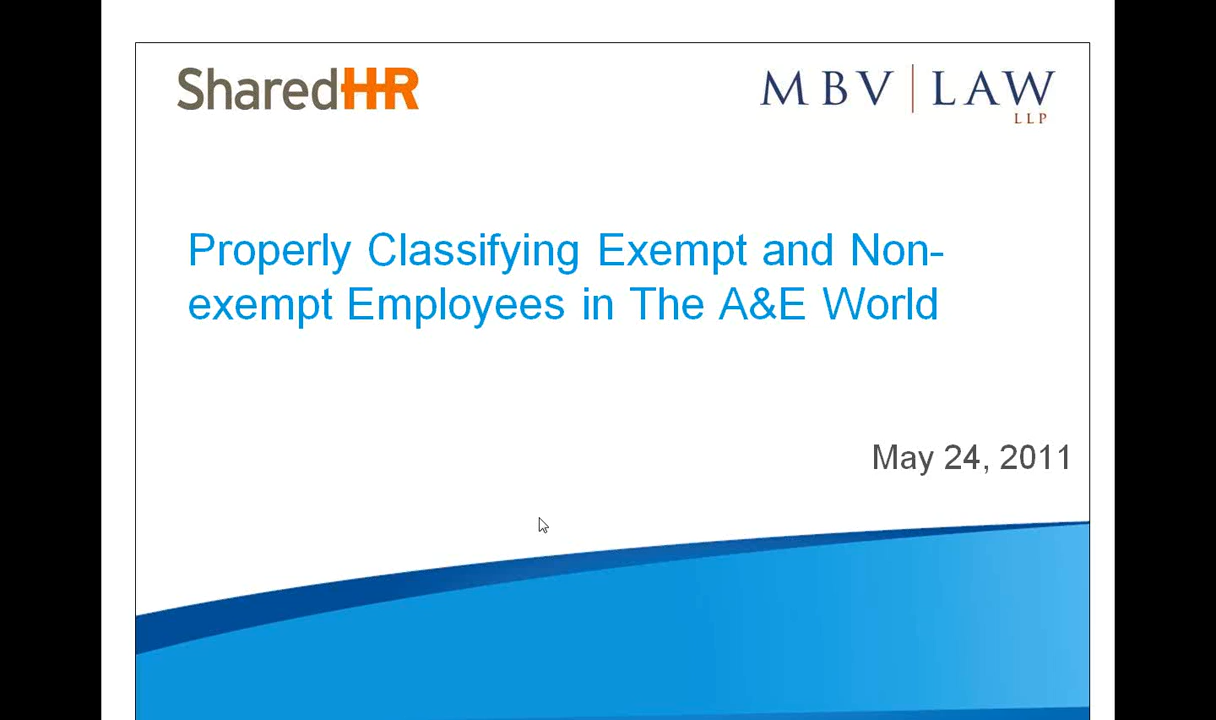 SharedHR
MBV | LAW
LLP
Properly Classifying Exempt and Non-
exempt Employees in The A&E World
May 24, 2011